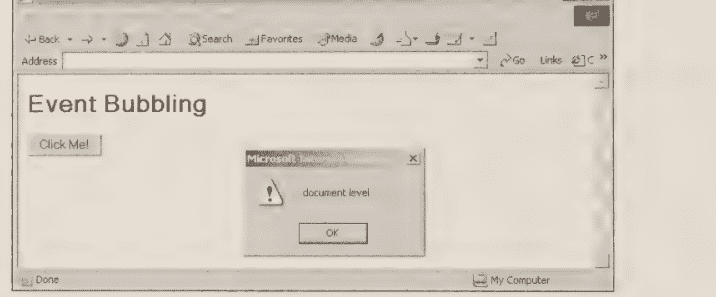 Back Search Favorites Media
Address Go Links C »
Event Bubbling
Click Me!
Microsoft
document level
OK
Done My Computer